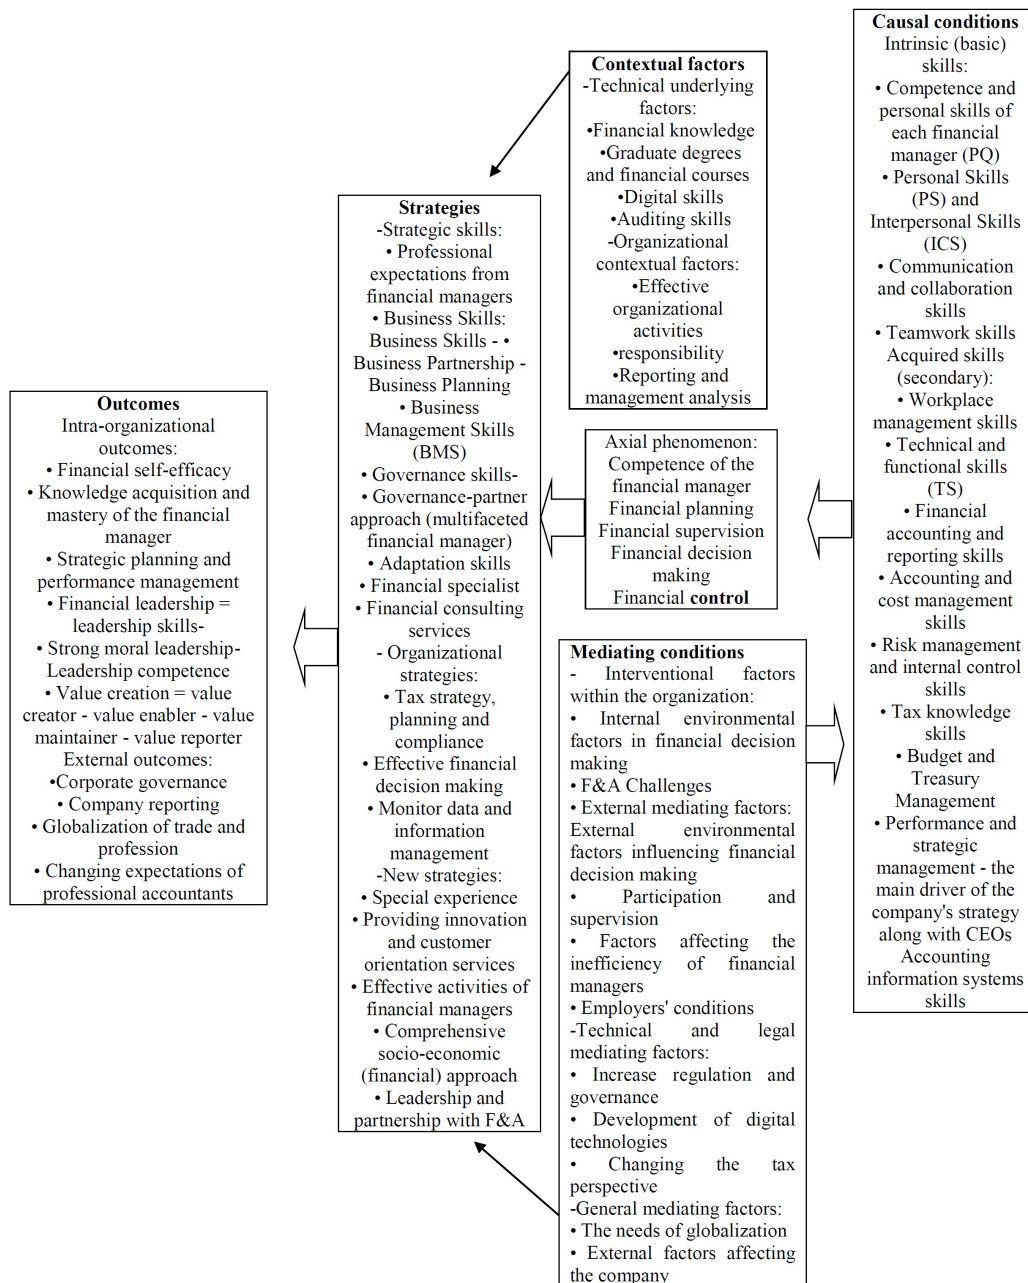 Causal conditions
Intrinsic (basic)
skills:
• Competence and
personal skills of
each financial
manager (PQ)
• Personal Skills
(PS) and
Interpersonal Skills
(ICS)
• Communication
and collaboration
skills
• Teamwork skills
Acquired skills
(secondary):
• Workplace
management skills
• Technical and
functional skills
(TS)
• Financial
accounting and
reporting skills
• Accounting and
cost management
skills
• Risk management
and internal control
skills
• Tax knowledge
skills
• Budget and
Treasury
Management
• Performance and
strategic
management - the
main driver of the
company's strategy
along with CEOs
Accounting
information systems
skills
Contextual factors
-Technical underlying
factors:
•Financial knowledge
•Graduate degrees
and financial courses
•Digital skills
•Auditing skills
-Organizational
contextual factors:
•Effective
organizational
activities
•responsibility
•Reporting and
management analysis
Axial phenomenon:
Competence of the
financial manager
Financial planning
Financial supervision
Financial decision
making
Financial control
Mediating conditions
- Interventional factors
within the organization:
• Internal environmental
factors in financial decision
making
• F&A Challenges
• External mediating factors:
External environmental
factors influencing financial
decision making
• Participation and
supervision
• Factors affecting the
inefficiency of financial
managers
• Employers' conditions
-Technical and legal
mediating factors:
• Increase regulation and
governance
• Development of digital
technologies
• Changing the tax
perspective
-General mediating factors:
• The needs of globalization
• External factors affecting
the company
Strategies
-Strategic skills:
• Professional
expectations from
financial managers
• Business Skills:
Business Skills - •
Business Partnership -
Business Planning
• Business
Management Skills
(BMS)
• Governance skills-
• Governance-partner
approach (multifaceted
financial manager)
• Adaptation skills
• Financial specialist
• Financial consulting
services
- Organizational
strategies:
• Tax strategy,
planning and
compliance
• Effective financial
decision making
• Monitor data and
information
management
-New strategies:
• Special experience
• Providing innovation
and customer
orientation services
• Effective activities of
financial managers
• Comprehensive
socio-economic
(financial) approach
• Leadership and
partnership with F&A
Outcomes
Intra-organizational
outcomes:
• Financial self-efficacy
• Knowledge acquisition and
mastery of the financial
manager
• Strategic planning and
performance management
• Financial leadership =
leadership skills-
• Strong moral leadership-
Leadership competence
• Value creation = value
creator - value enabler - value
maintainer - value reporter
External outcomes:
•Corporate governance
• Company reporting
• Globalization of trade and
profession
• Changing expectations of
professional accountants